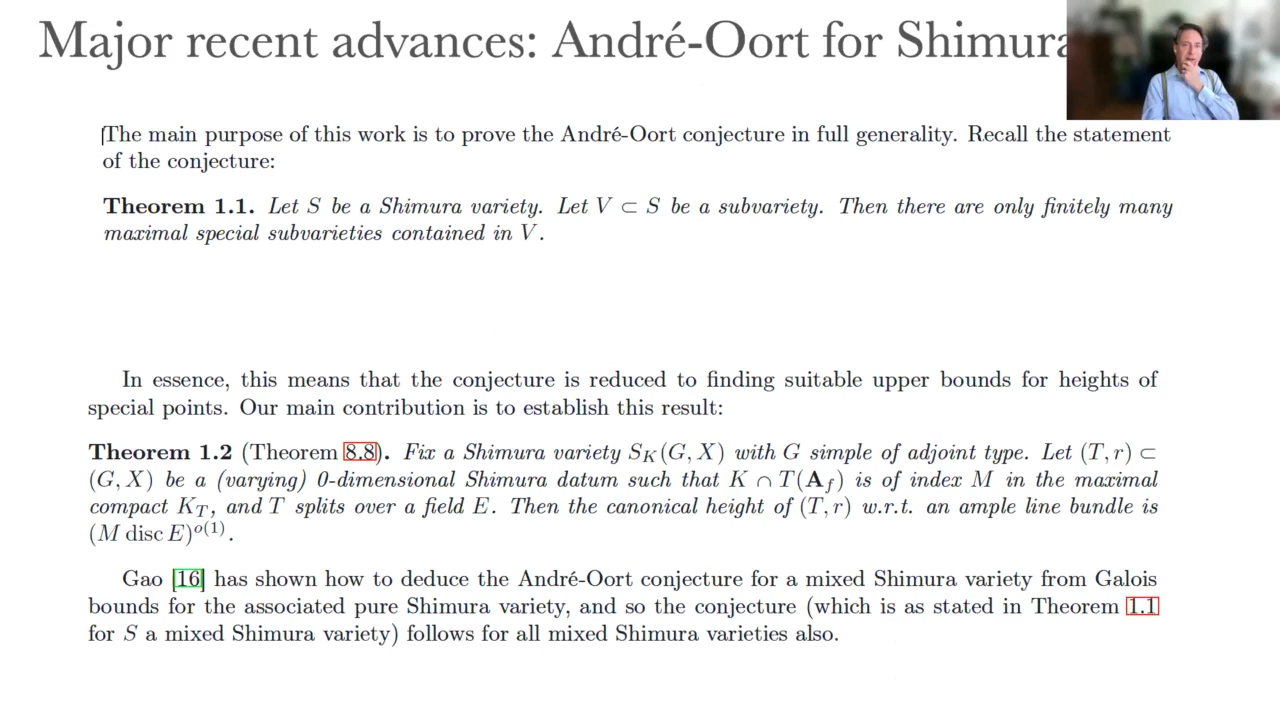 Major recent advances: André-Oort for Shimura
The main purpose of this work is to prove the André-Oort conjecture in full generality. Recall the statement
of the conjecture:
Theorem 1.1. Let S be a Shimura variety. Let V ⊂ S be a subvariety. Then there are only finitely many
maximal special subvarieties contained in V.
In essence, this means that the conjecture is reduced to finding suitable upper bounds for heights of
special points. Our main contribution is to establish this result:
Theorem 1.2 (Theorem 8.8). Fix a Shimura variety S_K(G, X) with G simple of adjoint type. Let (T, r) ⊂
(G, X) be a (varying) 0-dimensional Shimura datum such that K ∩ T(A_f) is of index M in the maximal
compact K_T, and T splits over a field E. Then the canonical height of (T, r) w.r.t. an ample line bundle is
(M disc E)^{o(1)}.
Gao [16] has shown how to deduce the André-Oort conjecture for a mixed Shimura variety from Galois
bounds for the associated pure Shimura variety, and so the conjecture (which is as stated in Theorem 1.1
for S a mixed Shimura variety) follows for all mixed Shimura varieties also.